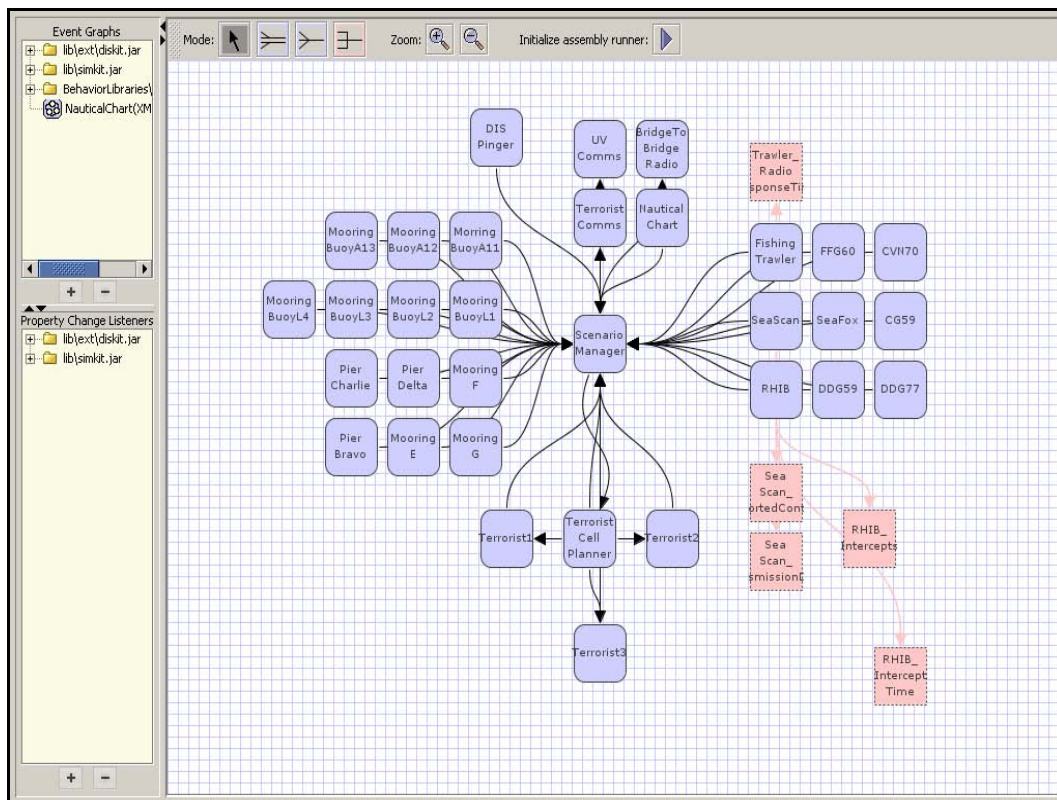 Event Graphs
lib\ext\diskit.jar
lib\simkit.jar
BehaviorLibraries\
NauticalChart(XM
Property Change Listeners
lib\ext\diskit.jar
lib\simkit.jar
Mode:
Zoom:
Initialize assembly runner:
DIS
Pinger
UV
Comms
BridgeTo
Bridge
Radio
Travler_
Radio
sponseTi
Terrorist
Comms
Nautical
Chart
Mooring
BuoyA13
Mooring
BuoyA12
Morring
BuoyA11
Fishing
Travler
FFG60
CVN70
Mooring
BuoyL4
Mooring
BuoyL3
Mooring
BuoyL2
Mooring
BuoyL1
Scenario
Manager
SeaScan
SeaFox
CG59
Pier
Charlie
Pier
Delta
Mooring
F
RHIB
DDG59
DDG77
Pier
Bravo
Mooring
E
Mooring
G
Sea
Scan_
ortedCont
Terrorist1
Terrorist
Cell
Planner
Terrorist2
RHIB_
Intercepts
Sea
Scan_
smissionD
Terrorist3
RHIB_
Intercept
Time